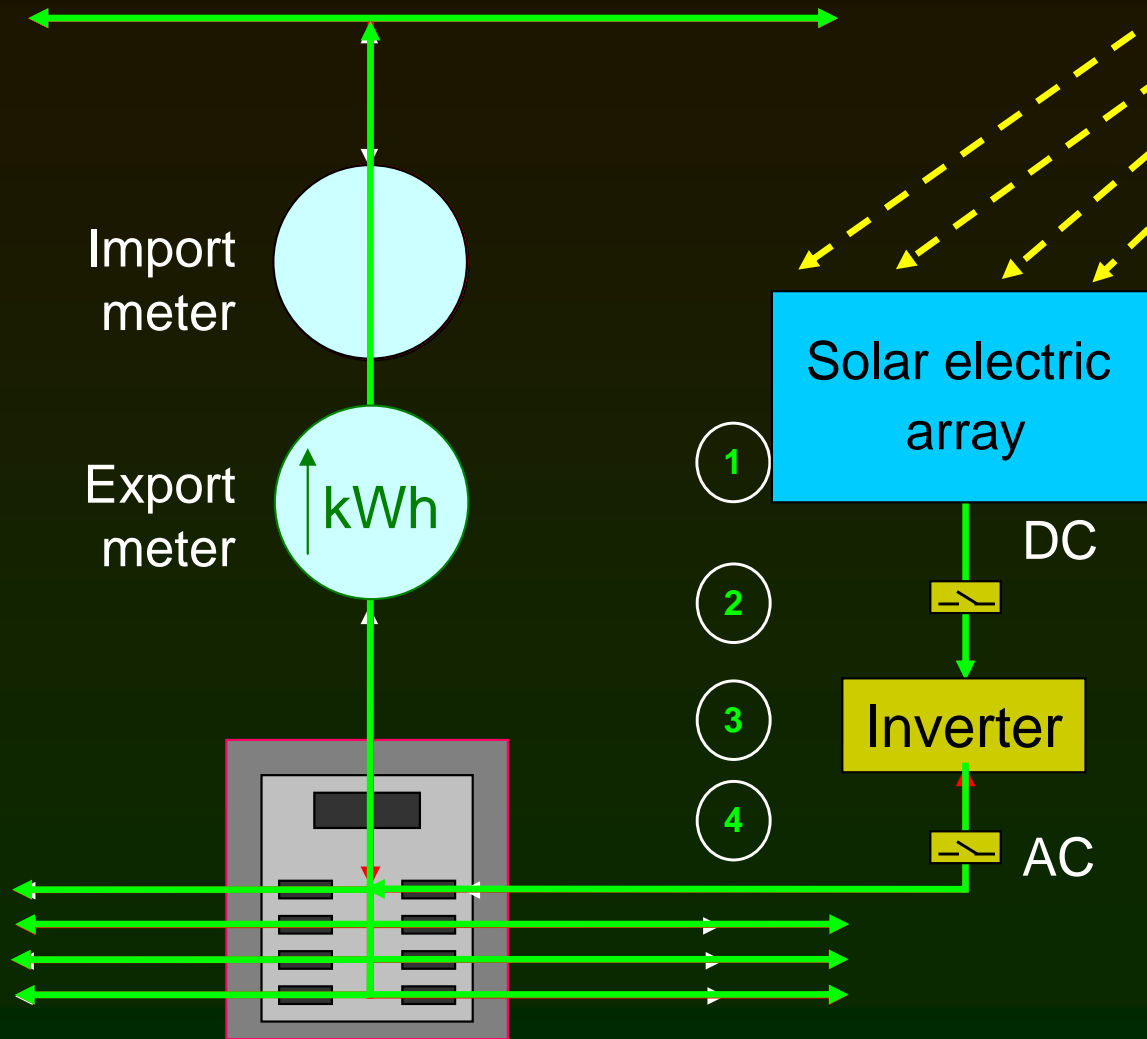 Import
meter
Solar electric
array
1
Export
meter
kWh
DC
2
3
Inverter
4
AC